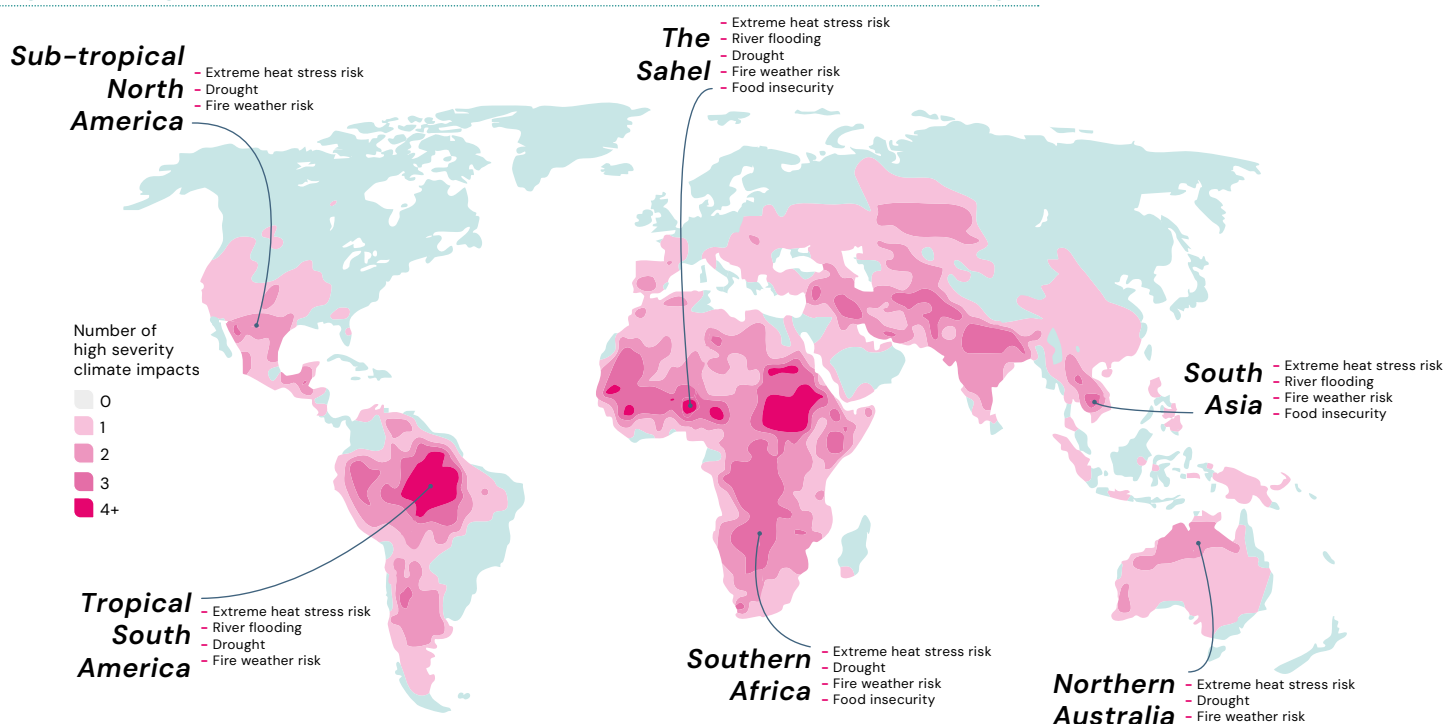 Sub-tropical
North
America
- Extreme heat stress risk
- Drought
- Fire weather risk
The
Sahel
- Extreme heat stress risk
- River flooding
- Drought
- Fire weather risk
- Food insecurity
Number of
high severity
climate impacts
0
1
2
3
4+
South
Asia
- Extreme heat stress risk
- River flooding
- Fire weather risk
- Food insecurity
Tropical
South
America
- Extreme heat stress risk
- River flooding
- Drought
- Fire weather risk
Southern
Africa
- Extreme heat stress risk
- Drought
- Fire weather risk
- Food insecurity
Northern
Australia
- Extreme heat stress risk
- Drought
- Fire weather risk